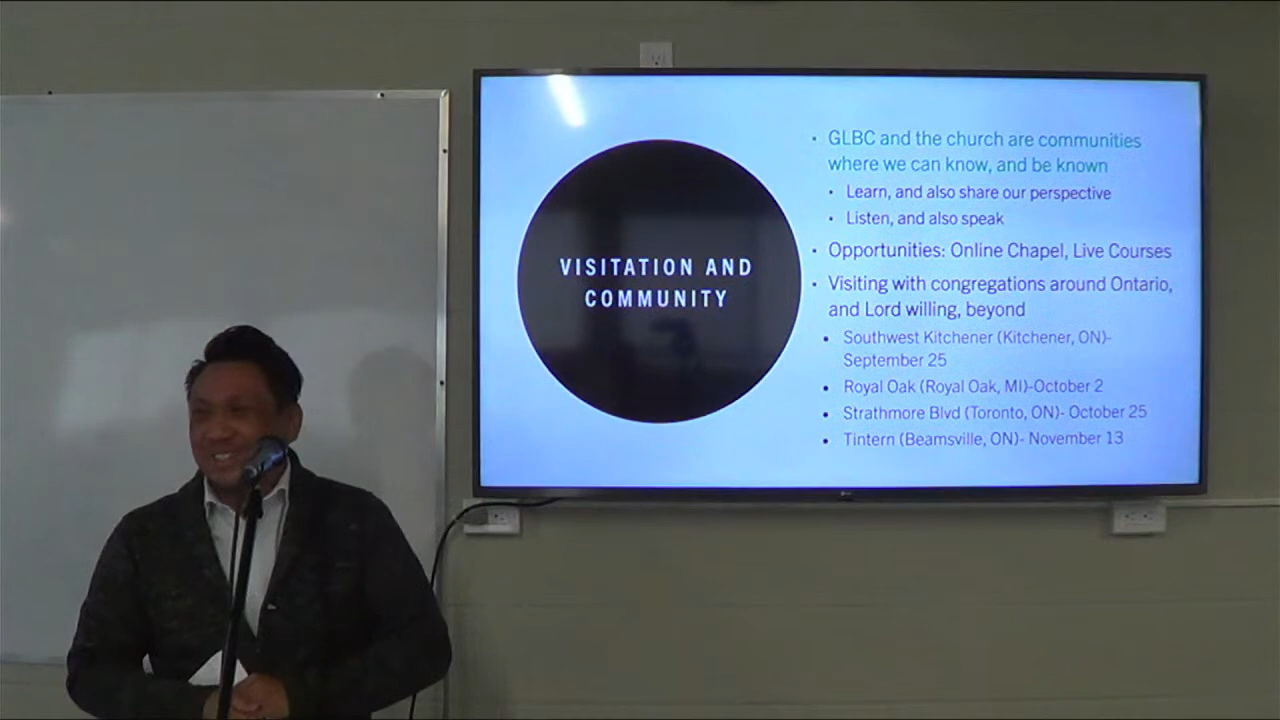 VISITATION AND
COMMUNITY
GLBC and the church are communities
where we can know, and be known
Learn, and also share our perspective
Listen, and also speak
Opportunities: Online Chapel, Live Courses
Visiting with congregations around Ontario,
and Lord willing, beyond
Southwest Kitchener (Kitchener, ON)-
September 25
Royal Oak (Royal Oak, MI)-October 2
Strathmore Blvd (Toronto, ON)- October 25
Tintern (Beamsville, ON)- November 13